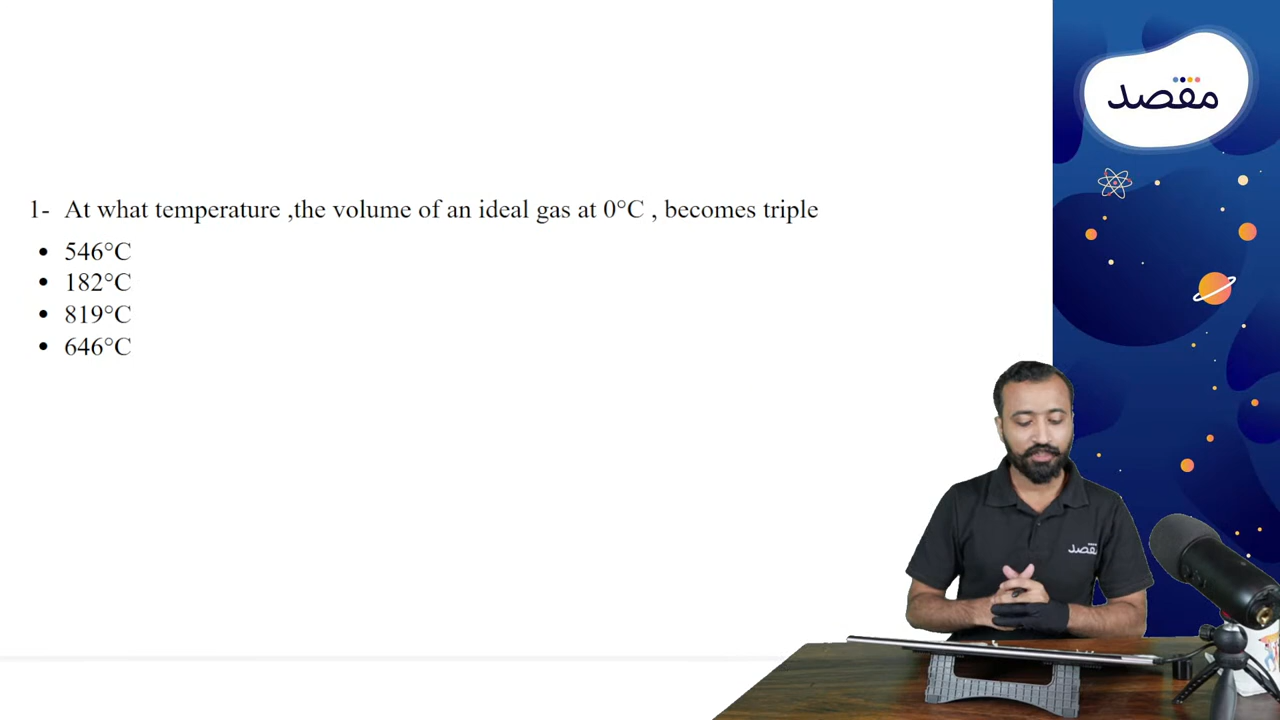 مقصد
1- At what temperature ,the volume of an ideal gas at 0°C , becomes triple
• 546°C
• 182°C
• 819°C
• 646°C
مقصد